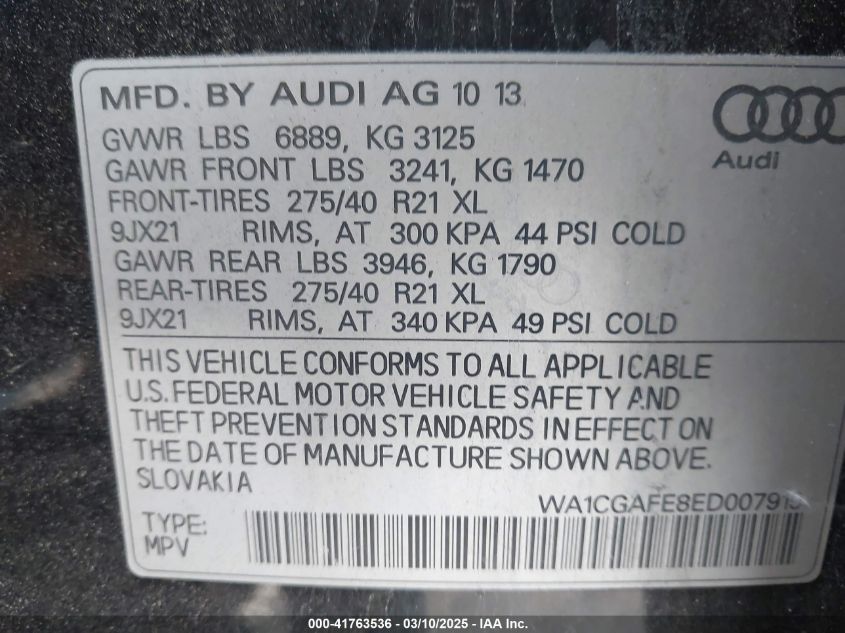 MFD. BY AUDI AG 10 13
GVWR LBS 6889, KG 3125
GAWR FRONT LBS 3241, KG 1470
FRONT-TIRES 275/40 R21 XL
9JX21 RIMS, AT 300 KPA 44 PSI COLD
GAWR REAR LBS 3946, KG 1790
REAR-TIRES 275/40 R21 XL
9JX21 RIMS, AT 340 KPA 49 PSI COLD
Audi
THIS VEHICLE CONFORMS TO ALL APPLICABLE
U.S. FEDERAL MOTOR VEHICLE SAFETY AND
THEFT PREVENTION STANDARDS IN EFFECT ON
THE DATE OF MANUFACTURE SHOWN ABOVE.
SLOVAKIA
TYPE:
MPV
000-41763536 - 03/10/2025 - IAA Inc.